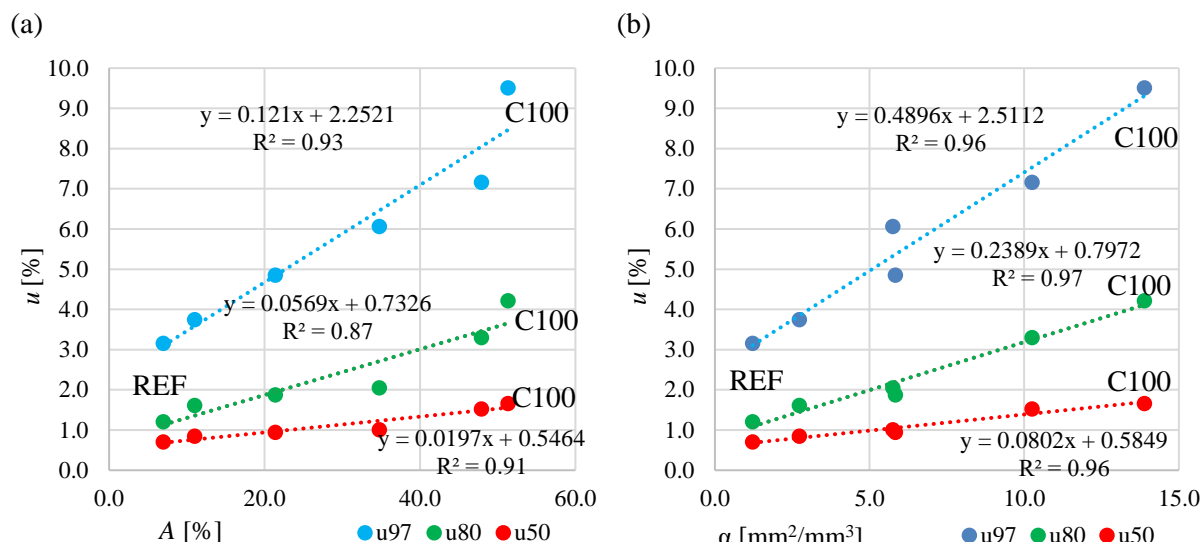 (a)
10.0
9.0
8.0
7.0
6.0
5.0
4.0
3.0
2.0
1.0
0.0
u [%]
y = 0.121x + 2.2521
R² = 0.93
C100
y = 0.0569x + 0.7326
R² = 0.87
C100
REF
C100
y = 0.0197x + 0.5464
R² = 0.91
0.0 20.0 40.0 60.0
A [%]
u97 u80 u50
(b)
10.0
9.0
8.0
7.0
6.0
5.0
4.0
3.0
2.0
1.0
0.0
u [%]
y = 0.4896x + 2.5112
R² = 0.96
C100
y = 0.2389x + 0.7972
R² = 0.97
C100
REF
C100
y = 0.0802x + 0.5849
R² = 0.96
0.0 5.0 10.0 15.0
α [mm²/mm³]
u97 u80 u50